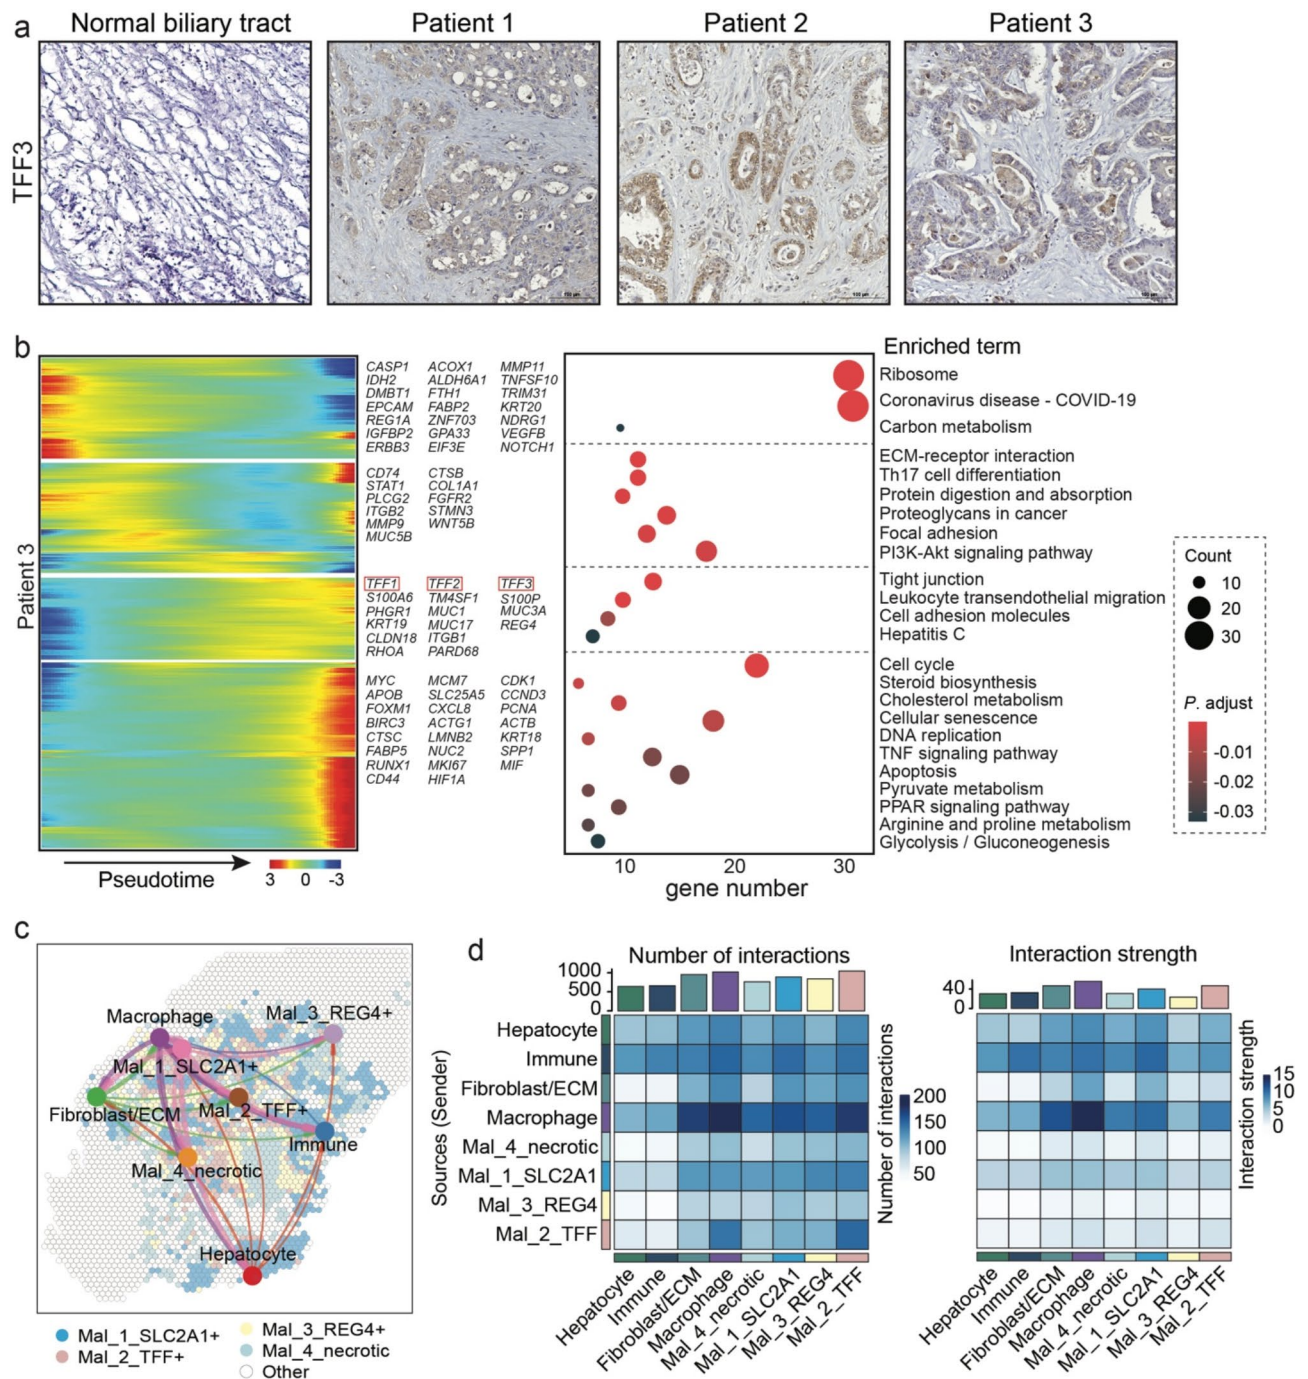 a
Normal biliary tract
Patient 1
Patient 2
Patient 3
TFF3
b
Patient 3
CASP1 ACOX1 MMP11
IDH2 ALDH6A1 TNFSF10
DMBT1 FTH1 TRIM31
EPCAM FABP2 KRT20
REG1A ZNF703 NDRG1
IGFBP2 GPA33 VEGFB
ERBB3 EIF3E NOTCH1
CD74 CTSB
STAT1 COL1A1
PLCG2 FGFR2
ITGB2 STMN3
MMP9 WNT5B
MUC5B
TFF1 TFF2 TFF3
S100A6 TM4SF1 S100P
PHGR1 MUC1 MUC3A
KRT19 MUC17 REG4
CLDN18 ITGB1
RHOA PARD68
MYC MCM7 CDK1
APOB SLC25A5 CCND3
FOXM1 CXCL8 PCNA
BIRC3 ACTG1 ACTB
CTSC LMNB2 KRT18
FABP5 NUC2 SPP1
RUNX1 MKI67 MIF
CD44 HIF1A
Pseudotime
3 0 -3
Enriched term
Ribosome
Coronavirus disease - COVID-19
Carbon metabolism
ECM-receptor interaction
Th17 cell differentiation
Protein digestion and absorption
Proteoglycans in cancer
Focal adhesion
PI3K-Akt signaling pathway
Tight junction
Leukocyte transendothelial migration
Cell adhesion molecules
Hepatitis C
Cell cycle
Steroid biosynthesis
Cholesterol metabolism
Cellular senescence
DNA replication
TNF signaling pathway
Apoptosis
Pyruvate metabolism
PPAR signaling pathway
Arginine and proline metabolism
Glycolysis / Gluconeogenesis
10 20 30
gene number
Count
10
20
30
P. adjust
-0.01
-0.02
-0.03
c
Macrophage
Mal_3_REG4+
Mal_1_SLC2A1+
Fibroblast/ECM
Mal_2_TFF+
Immune
Mal_4_necrotic
Hepatocyte
Mal_1_SLC2A1+
Mal_2_TFF+
Mal_3_REG4+
Mal_4_necrotic
Other
d
Number of interactions
1000
500
0
Sources (Sender)
Hepatocyte
Immune
Fibroblast/ECM
Macrophage
Mal_4_necrotic
Mal_1_SLC2A1
Mal_3_REG4
Mal_2_TFF
Hepatocyte
Immune
Fibroblast/ECM
Macrophage
Mal_4_necrotic
Mal_1_SLC2A1
Mal_3_REG4
Mal_2_TFF
Number of interactions
200
150
100
50
Interaction strength
40
0
Hepatocyte
Immune
Fibroblast/ECM
Macrophage
Mal_4_necrotic
Mal_1_SLC2A1
Mal_3_REG4
Mal_2_TFF
Interaction strength
15
10
5
0